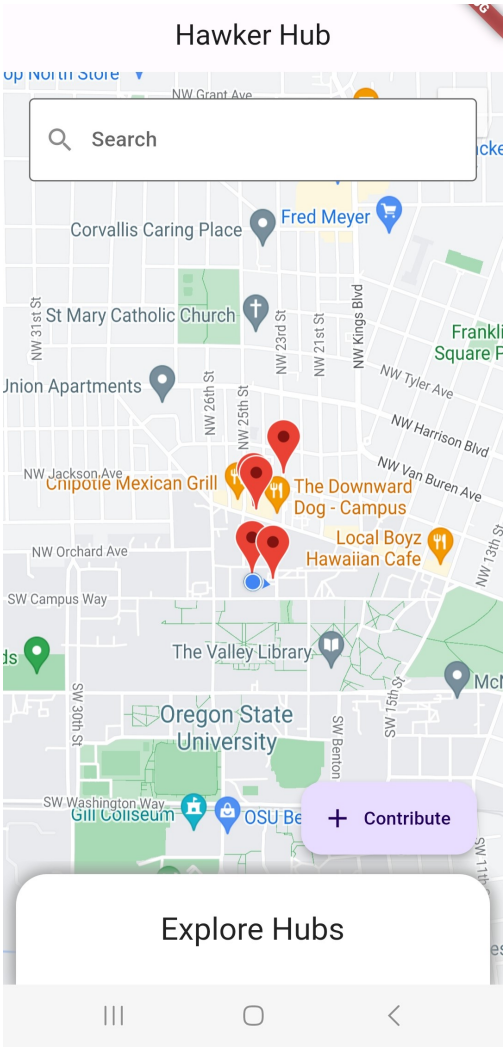 Hawker Hub
op North Store
NW Grant Ave
Search
Fred Meyer
Corvallis Caring Place
NW 31st St
St Mary Catholic Church
NW 23rd St
NW 21st St
NW Kings Blvd
Frankli
Square P
Union Apartments
NW 26th St
NW 25th St
NW Tyler Ave
NW Harrison Blvd
NW Jackson Ave
Chipotle Mexican Grill
The Downward
Dog - Campus
NW Van Buren Ave
Local Boyz
Hawaiian Cafe
NW 13th St
NW Orchard Ave
SW Campus Way
ds
The Valley Library
McN
SW 30th St
Oregon State
University
SW Benton
SW 15th St
SW Washington Way
Gill Coliseum
OSU Be
+ Contribute
SW 11th
Explore Hubs